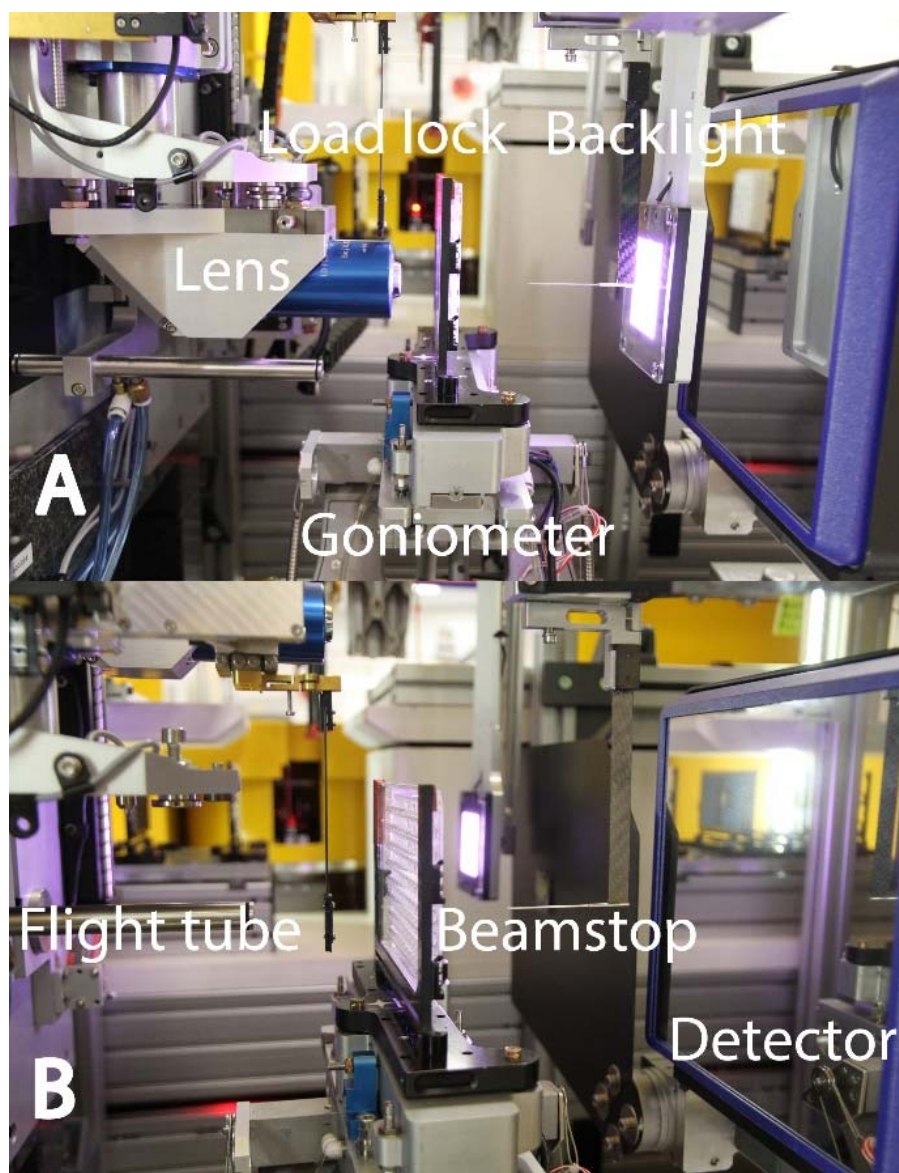 Load lock Backlight
Lens
A
Goniometer
Flight tube Beamstop
Detector
B